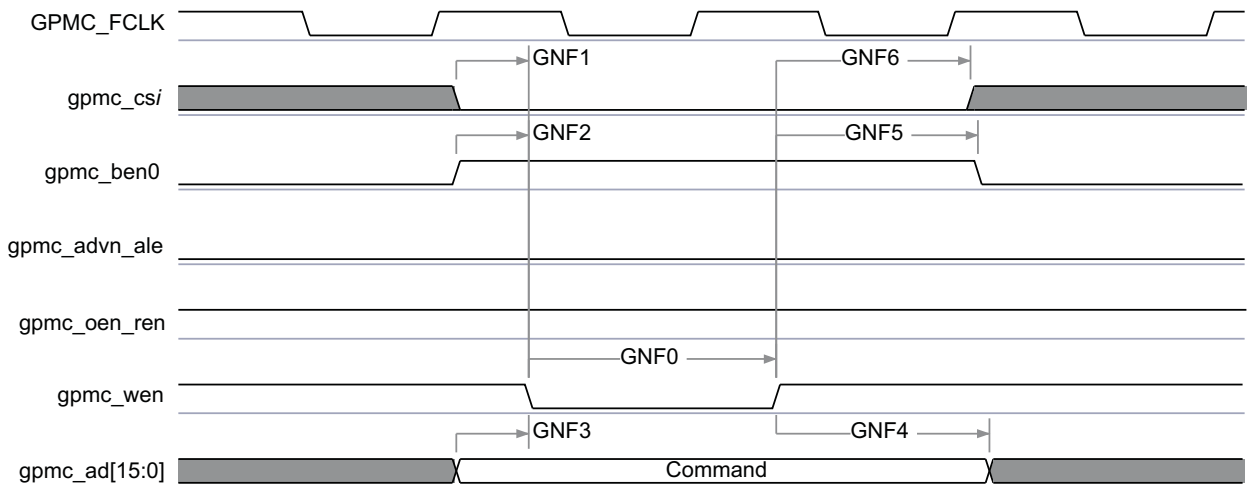 GPMC_FCLK
GNF1
GNF6
gpmc_csi
GNF2
GNF5
gpmc_ben0
gpmc_advn_ale
gpmc_oen_ren
GNF0
gpmc_wen
GNF3
GNF4
gpmc_ad[15:0]
Command